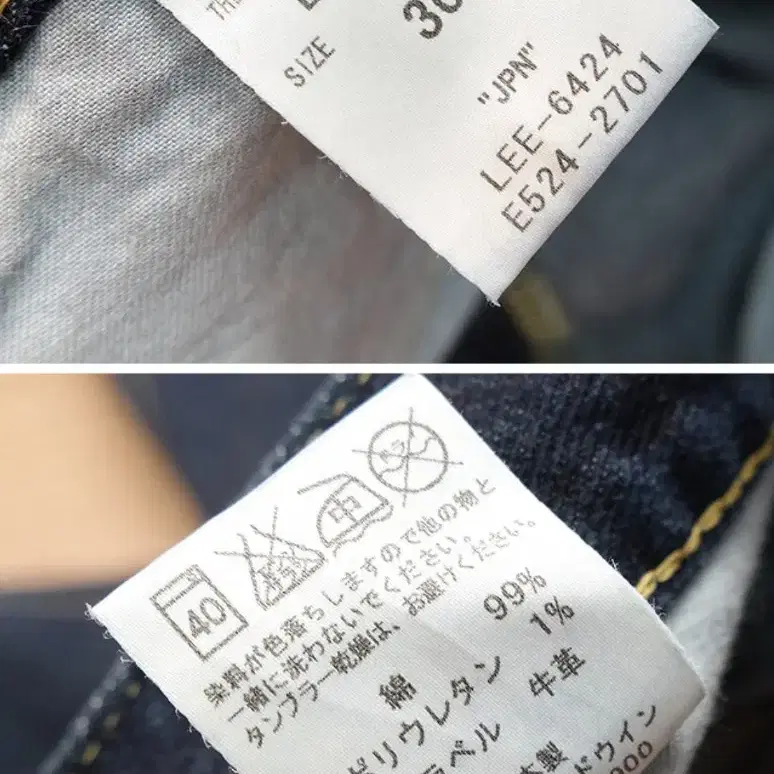 SIZE
"JPN"
LEE-6424
E524-2701
40
中
染料が色落ちしますので他の物と
一緒に洗わないでください。
タンブラー乾燥は、お避けください。
綿 99%
ポリウレタン 1%
ラベル 牛革